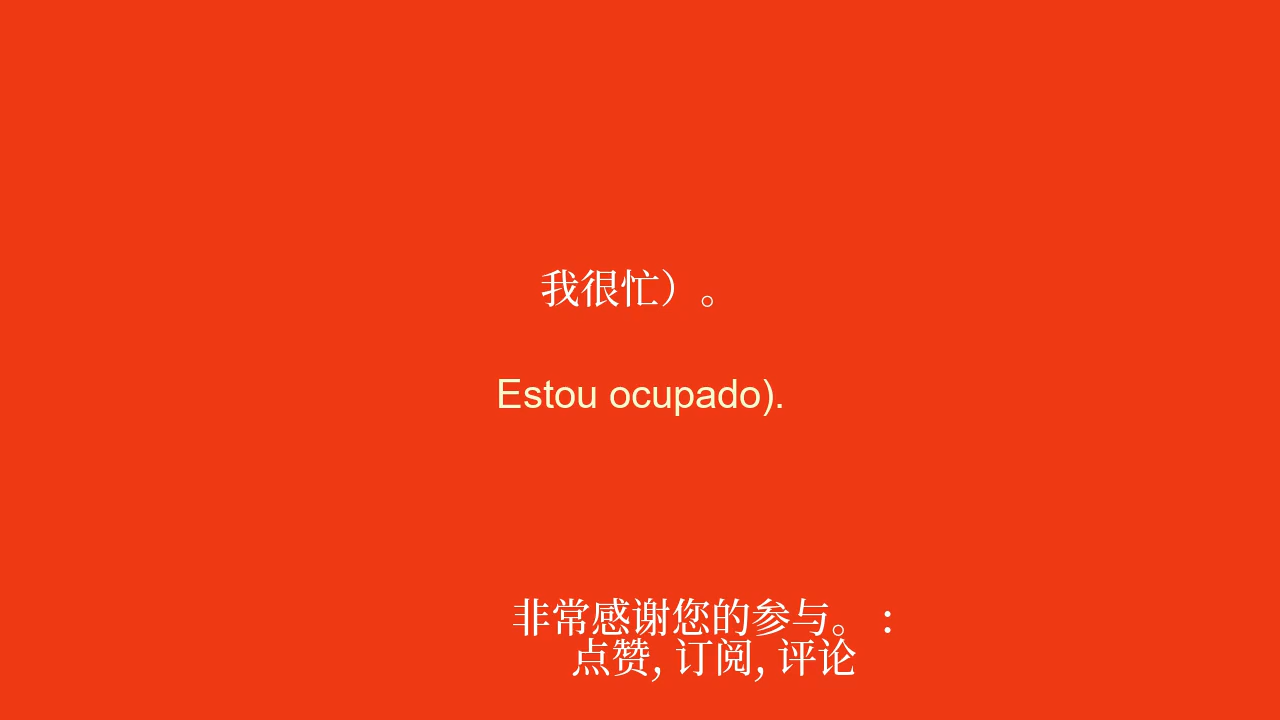 我很忙）。
Estou ocupado).
非常感谢您的参与。 :
点赞, 订阅, 评论